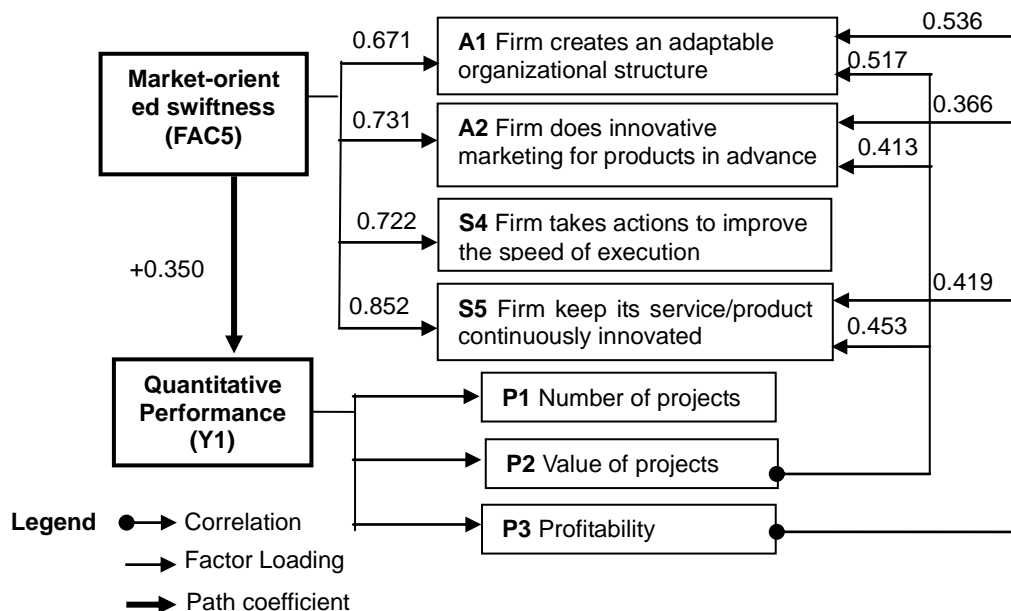 0.536
0.671
A1 Firm creates an adaptable
organizational structure
0.517
Market-orient
ed swiftness
(FAC5)
0.366
0.731
A2 Firm does innovative
marketing for products in advance
0.413
0.722
S4 Firm takes actions to improve
the speed of execution
+0.350
0.419
0.852
S5 Firm keep its service/product
continuously innovated
0.453
Quantitative
Performance
(Y1)
P1 Number of projects
P2 Value of projects
P3 Profitability
Legend
Correlation
Factor Loading
Path coefficient